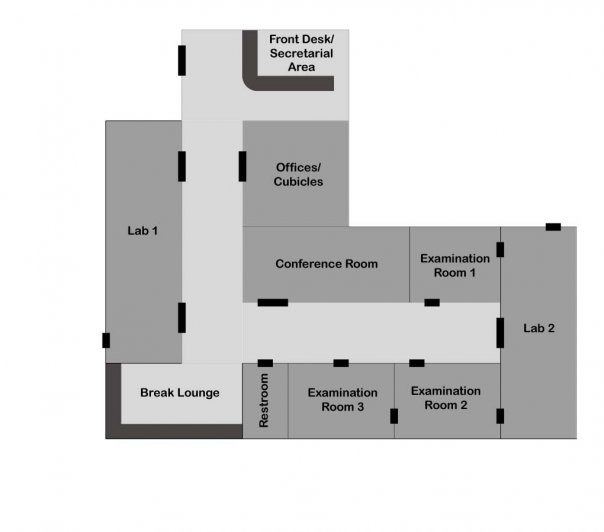 Front Desk/
Secretarial
Area
Offices/
Cubicles
Lab 1
Conference Room
Examination
Room 1
Lab 2
Break Lounge
Restroom
Examination
Room 3
Examination
Room 2